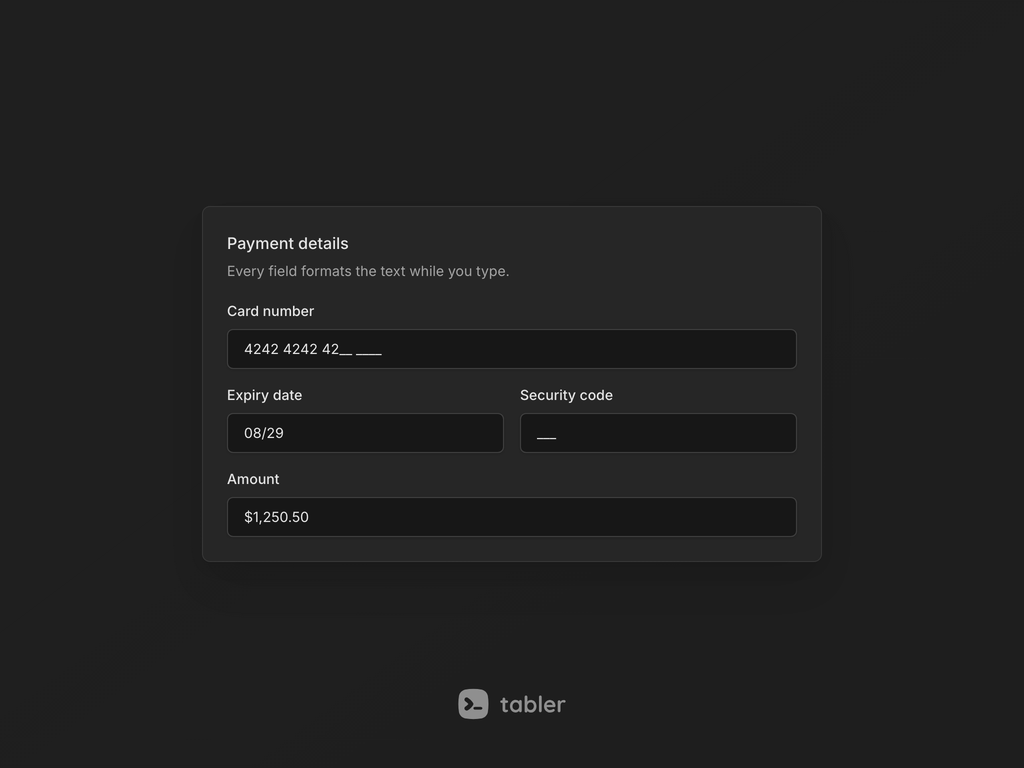 Payment details
Every field formats the text while you type.
Card number
4242 4242 42__ ____
Expiry date
Security code
08/29
___
Amount
$1,250.50
tabler